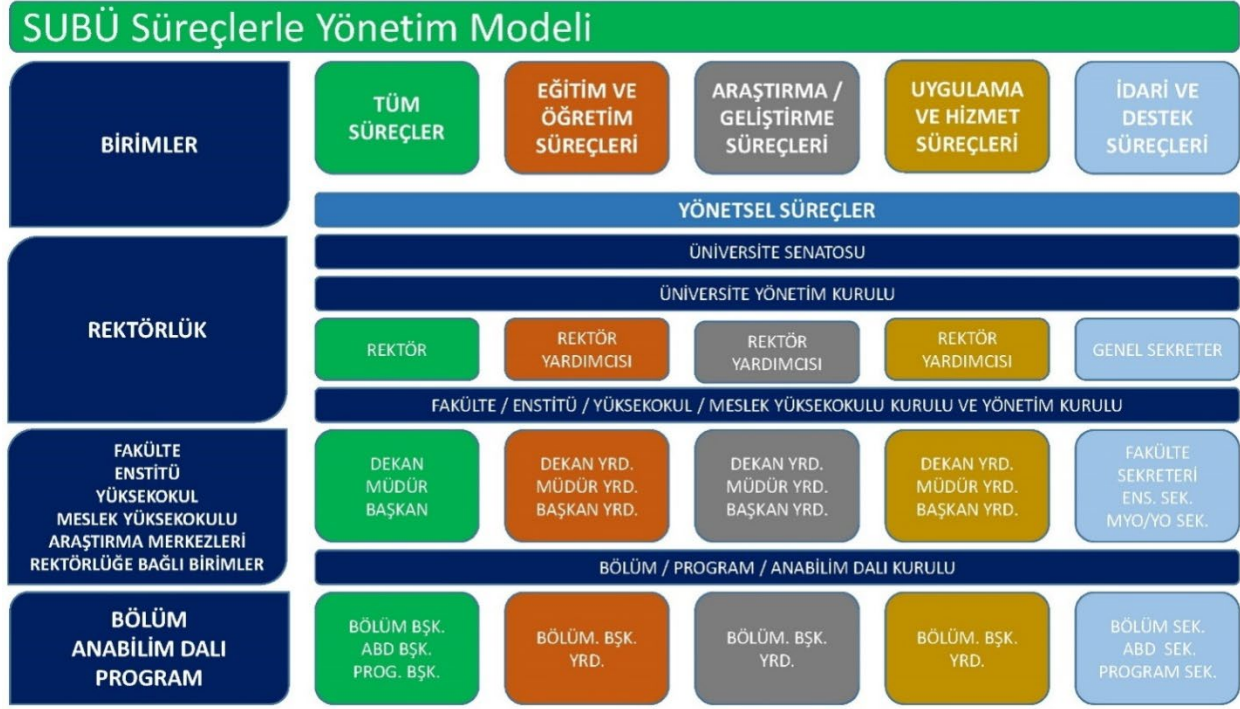 SUBÜ Süreçlerle Yönetim Modeli
BİRİMLER
TÜM
SÜREÇLER
EĞİTİM VE
ÖĞRETİM
SÜREÇLERİ
ARAŞTIRMA /
GELİŞTİRME
SÜREÇLERİ
UYGULAMA
VE HİZMET
SÜREÇLERİ
İDARİ VE
DESTEK
SÜREÇLERİ
YÖNETSEL SÜREÇLER
REKTÖRLÜK
ÜNİVERSİTE SENATOSU
ÜNİVERSİTE YÖNETİM KURULU
REKTÖR
REKTÖR
YARDIMCISI
REKTÖR
YARDIMCISI
REKTÖR
YARDIMCISI
GENEL SEKRETER
FAKÜLTE / ENSTİTÜ / YÜKSEKOKUL / MESLEK YÜKSEKOKULU KURULU VE YÖNETİM KURULU
FAKÜLTE
ENSTİTÜ
YÜKSEKOKUL
MESLEK YÜKSEKOKULU
ARAŞTIRMA MERKEZLERİ
REKTÖRLÜĞE BAĞLI BİRİMLER
DEKAN
MÜDÜR
BAŞKAN
DEKAN YRD.
MÜDÜR YRD.
BAŞKAN YRD.
DEKAN YRD.
MÜDÜR YRD.
BAŞKAN YRD.
DEKAN YRD.
MÜDÜR YRD.
BAŞKAN YRD.
FAKÜLTE
SEKRETERİ
ENS. SEK.
MYO/YO SEK.
BÖLÜM / PROGRAM / ANABİLİM DALI KURULU
BÖLÜM
ANABİLİM DALI
PROGRAM
BÖLÜM BŞK.
ABD BŞK.
PROG. BŞK.
BÖLÜM. BŞK.
YRD.
BÖLÜM. BŞK.
YRD.
BÖLÜM. BŞK.
YRD.
BÖLÜM SEK.
ABD SEK.
PROGRAM SEK.